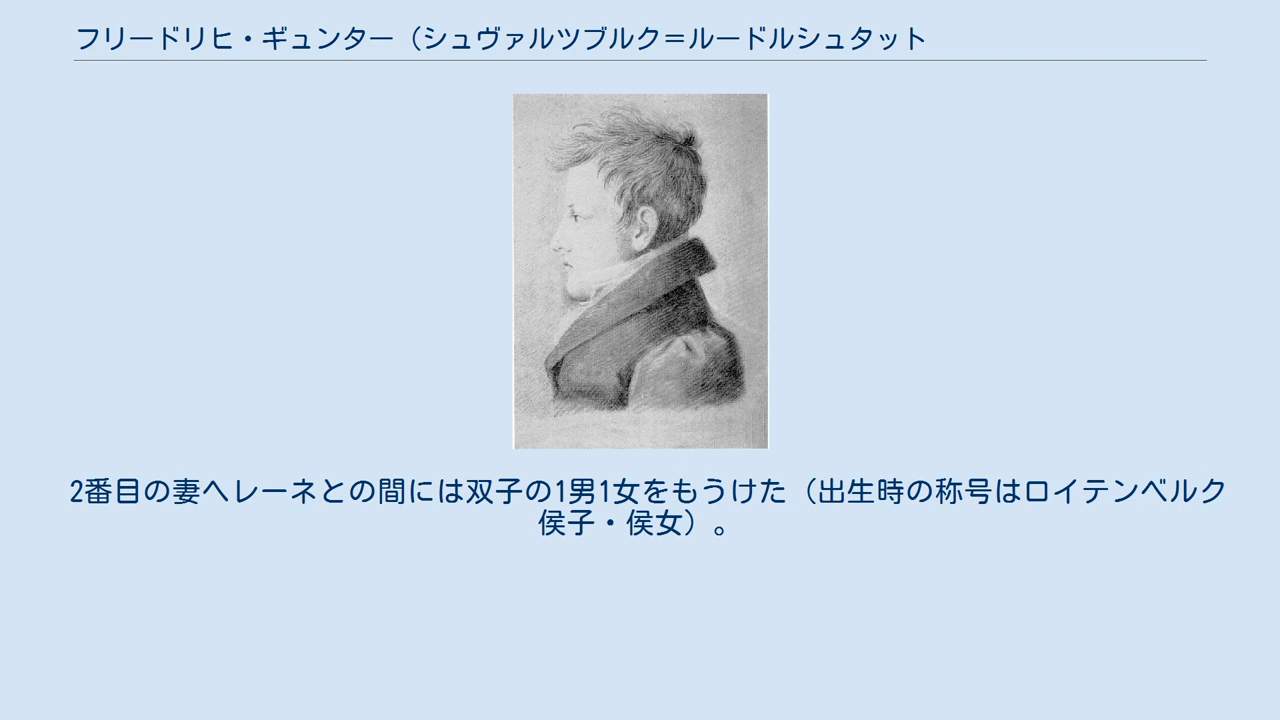 フリードリヒ・ギュンター（シュヴァルツブルク＝ルードルシュタット
2番目の妻ヘレーネとの間には双子の1男1女をもうけた（出生時の称号はロイテンベルク
侯子・侯女）。